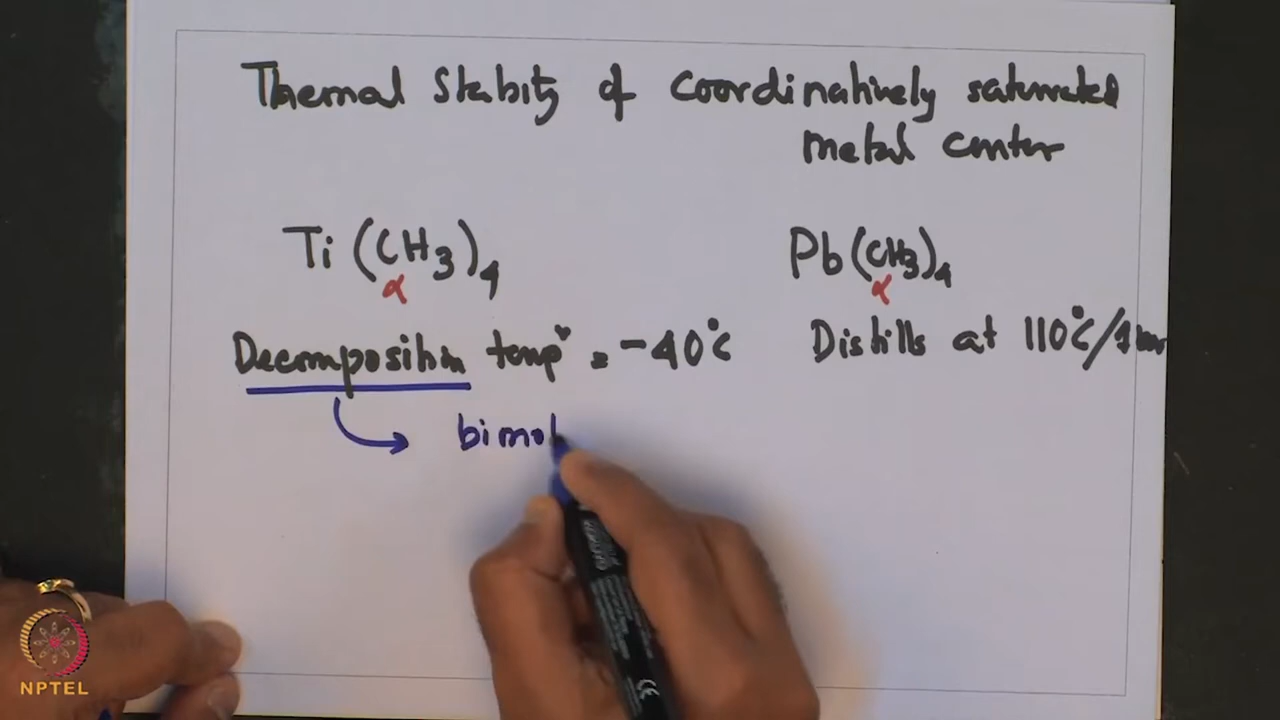 Thermal Stability of coordinatively saturated
metal center
Ti (CH3)4
α
Pb (CH3)4
α
Decomposition temp = -40°C
Distills at 110°C/1
bimol
NPTEL